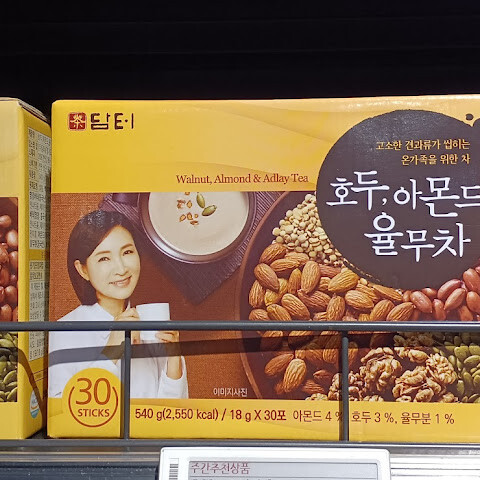 담터
Walnut, Almond & Adlay Tea
고소한 견과류가 씹히는
온가족을 위한 차
호두, 아몬드
율무차
이미지사진
30
STICKS
540 g(2,550 kcal) / 18 g X 30포 아몬드 4 %, 호두 3 %, 율무분 1 %
주간추천상품